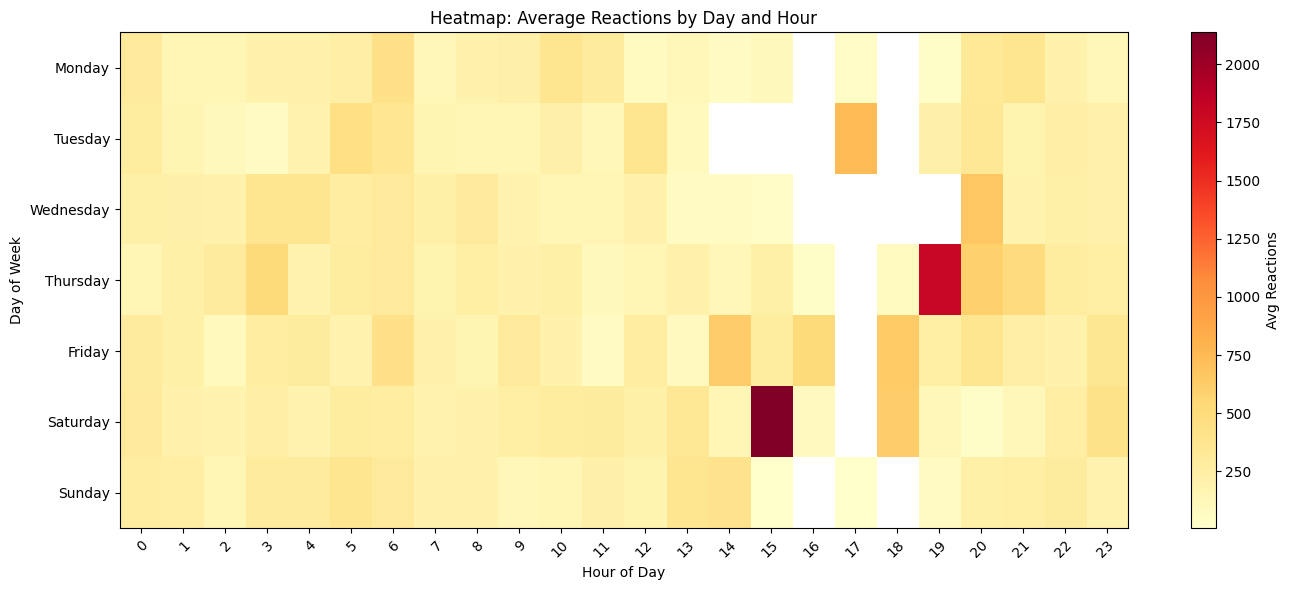 Heatmap: Average Reactions by Day and Hour
Day of Week
Monday
Tuesday
Wednesday
Thursday
Friday
Saturday
Sunday
0 1 2 3 4 5 6 7 8 9 10 11 12 13 14 15 16 17 18 19 20 21 22 23
Hour of Day
2000
1750
1500
1250
1000
750
500
250
Avg Reactions